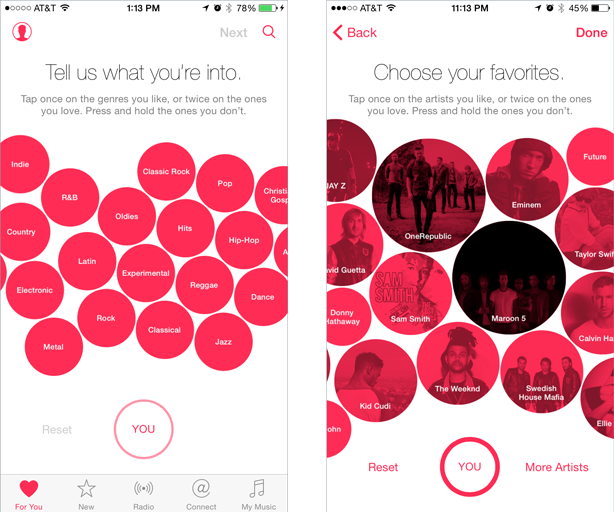 AT&T 1:13 PM 78%
Next
Tell us what you're into.
Tap once on the genres you like, or twice on the ones
you love. Press and hold the ones you don't.
Indie
Classic Rock
Pop
R&B
Christi
Gosp
Oldies
Hits
Country
Hip-Hop
A
Latin
Experimental
Electronic
Reggae
Dance
Rock
Classical
Metal
Jazz
Reset
YOU
For You
New
Radio
Connect
My Music
AT&T 11:13 PM 45%
Back
Done
Choose your favorites.
Tap once on the artists you like, or twice on the ones
you love. Press and hold the ones you don't.
JAY Z
Future
Eminem
OneRepublic
Taylor Swif
vid Guetta
SAM
SMITH
Sam Smith
Donny
Hathaway
Maroon 5
Calvin Ha
The Weeknd
Swedish
House Mafia
Kid Cudi
Ellie
ohn
Reset
YOU
More Artists